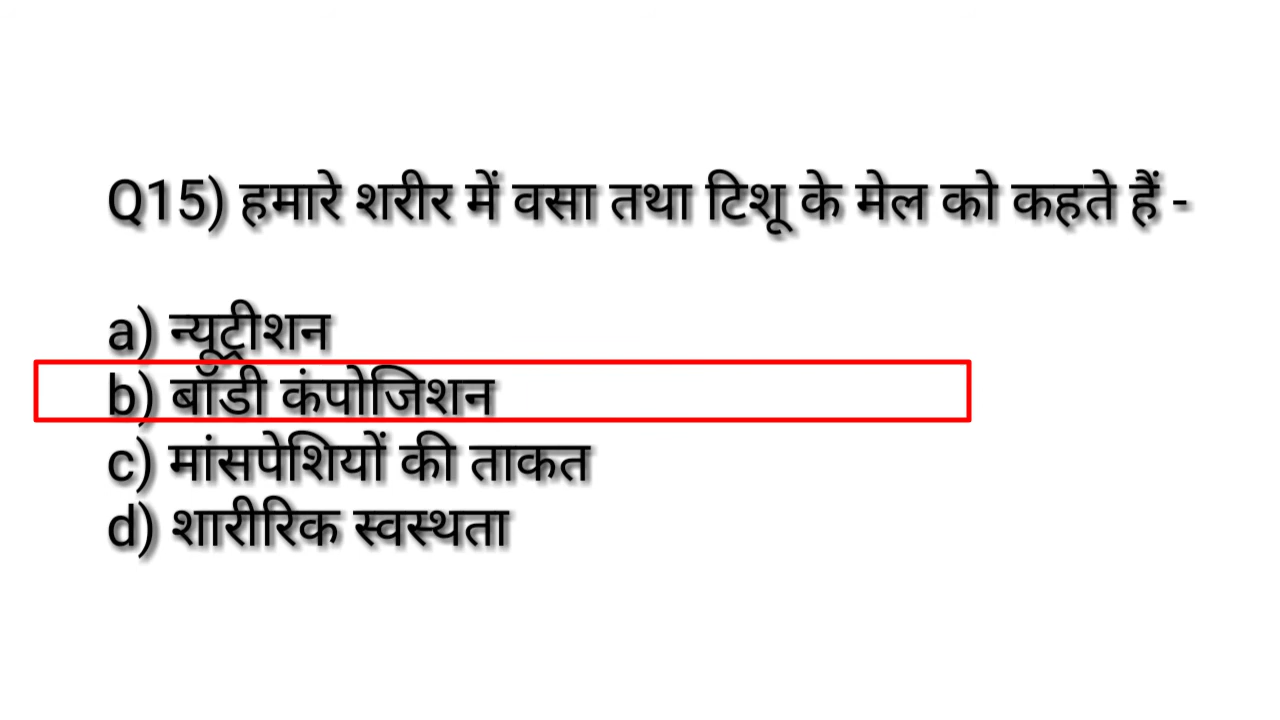 Q15) हमारे शरीर में वसा तथा टिशू के मेल को कहते हैं -
a) न्यूट्रीशन
b) बॉडी कंपोजिशन
c) मांसपेशियों की ताकत
d) शारीरिक स्वस्थता